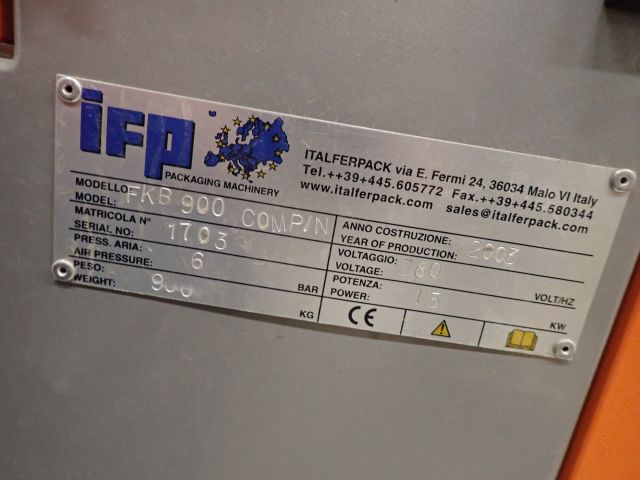 ifp
PACKAGING MACHINERY
ITALFERPACK via E. Fermi 24, 36034 Malo VI Italy
Tel.++39+445.605772 Fax.++39+445.580344
www.italferpack.com sales@italferpack.com
MODELLO:
MODEL: FKB 900 COMP/N
MATRICOLA N°
SERIAL NO: 1703
PRESS. ARIA:
AIR PRESSURE: 6 BAR
PESO:
WEIGHT: 900 KG
ANNO COSTRUZIONE:
YEAR OF PRODUCTION: 2003
VOLTAGGIO:
VOLTAGE: 380 VOLT/HZ
POTENZA:
POWER: 15 KW
CE